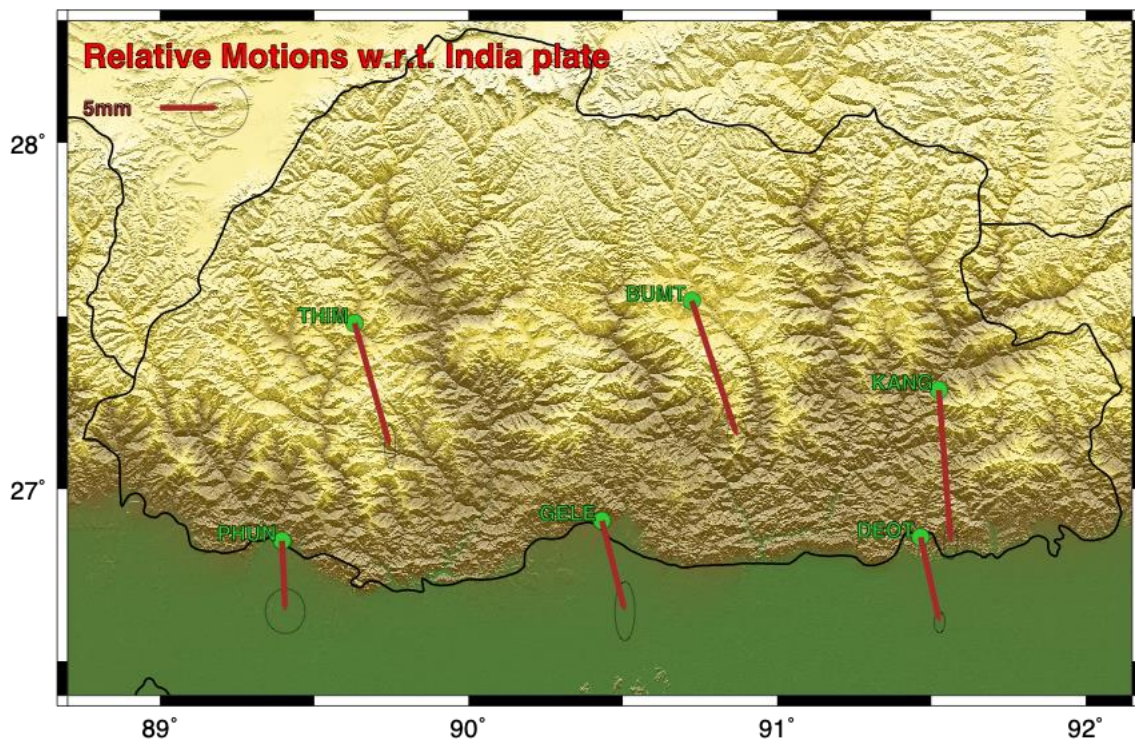 Relative Motions w.r.t. India plate
5mm
28°
BUMT
THIM
KANG
27°
GELE
DEOT
PHUN
89°
90°
91°
92°